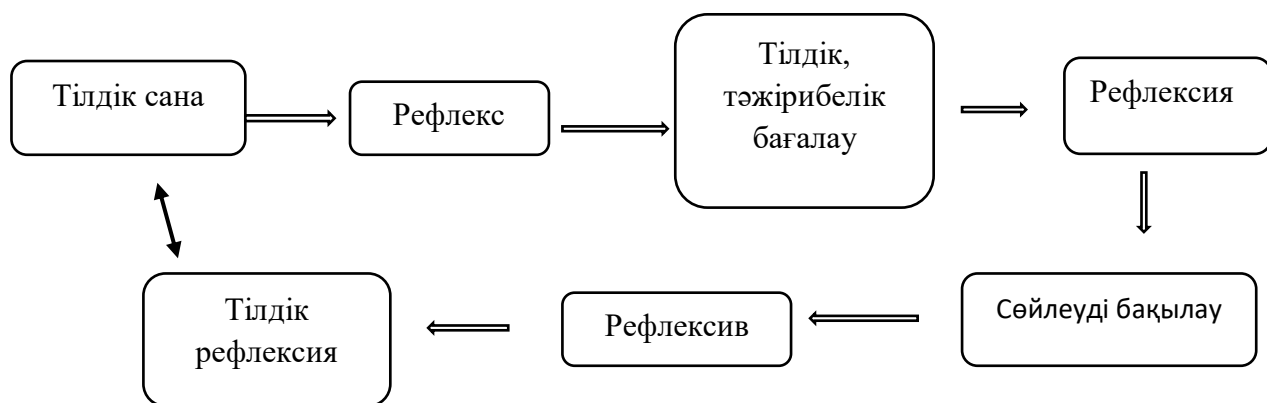 Тілдік сана
Рефлекс
Тілдік,
тәжірибелік
бағалау
Рефлексия
Сөйлеуді бақылау
Рефлексив
Тілдік
рефлексия